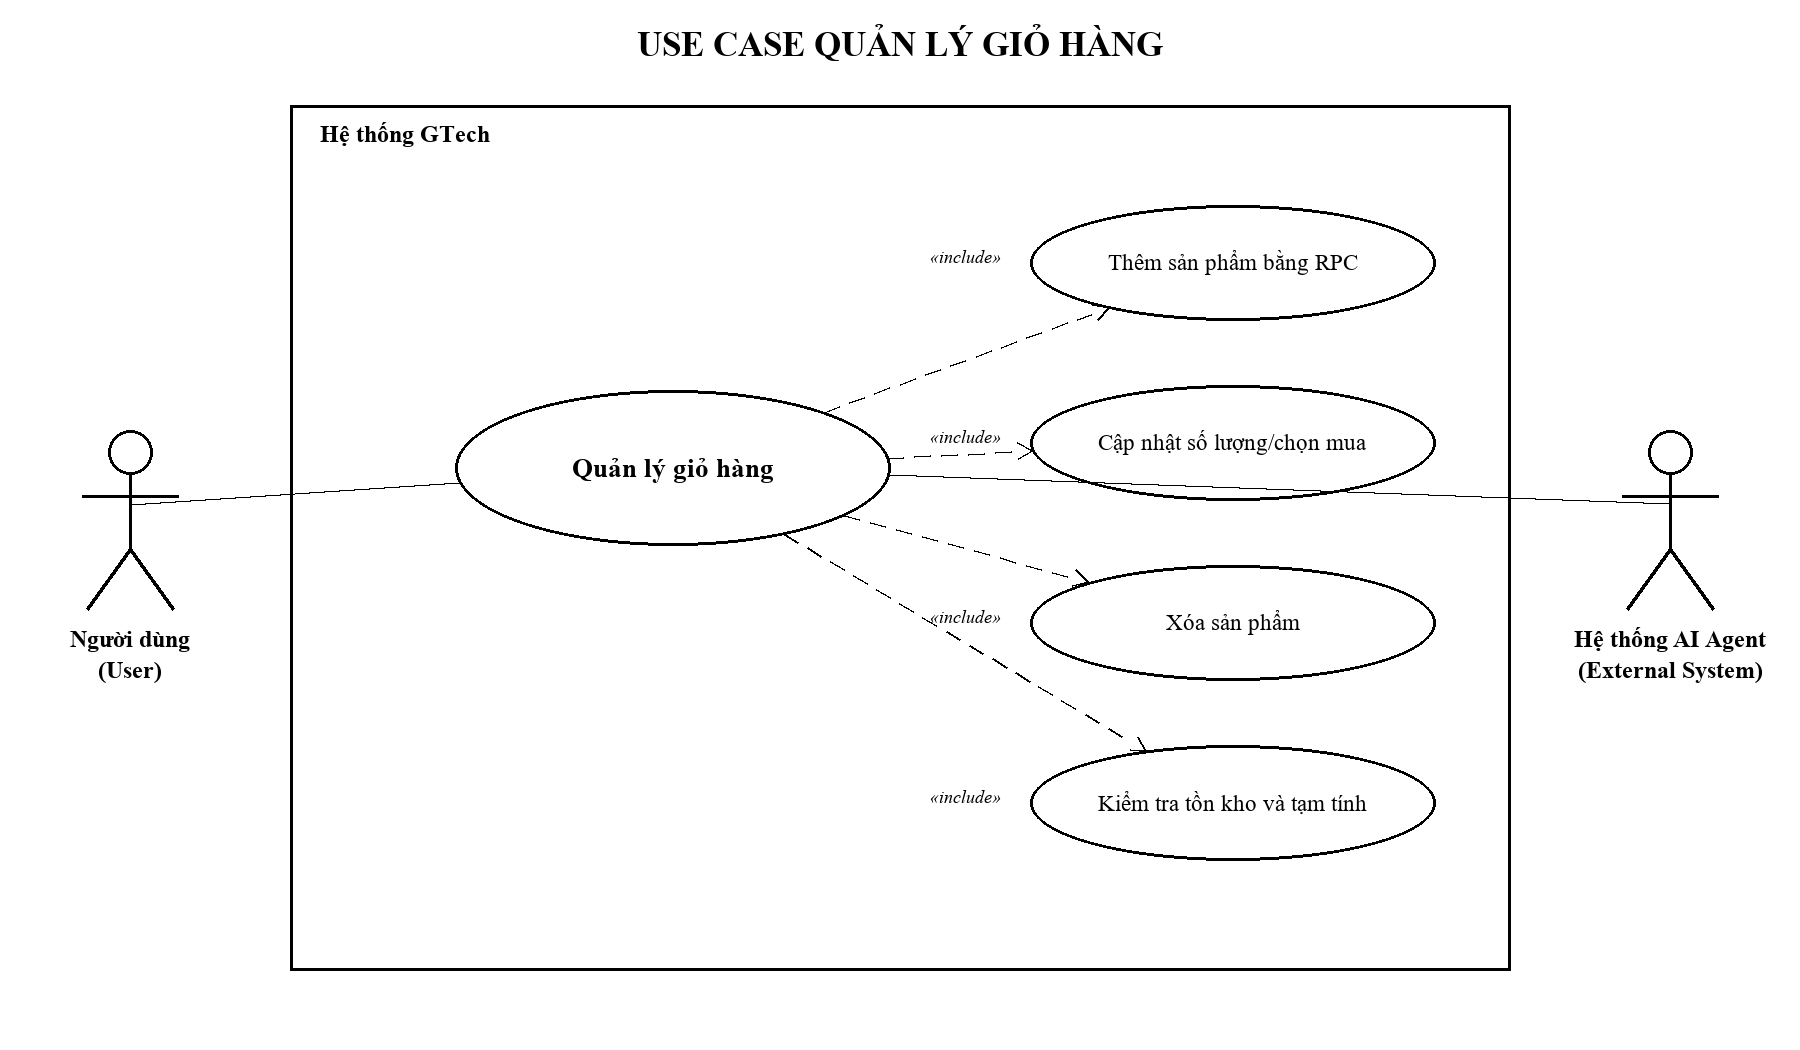 USE CASE QUẢN LÝ GIỎ HÀNG
Hệ thống GTech
«include»
Thêm sản phẩm bằng RPC
«include»
Cập nhật số lượng/chọn mua
Quản lý giỏ hàng
«include»
Xóa sản phẩm
Người dùng
(User)
Hệ thống AI Agent
(External System)
«include»
Kiểm tra tồn kho và tạm tính